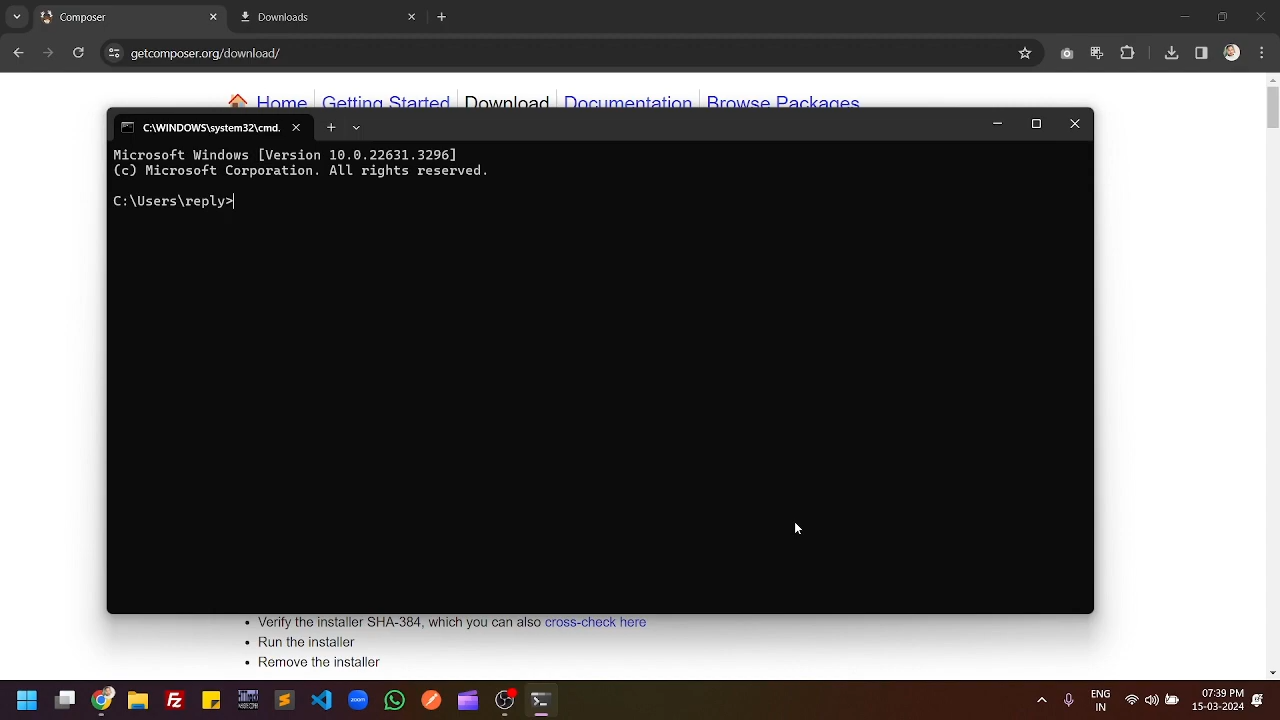 Composer
Downloads
getcomposer.org/download/
Home Getting Started Download Documentation Browse Packages
C:\WINDOWS\system32\cmd.
Microsoft Windows [Version 10.0.22631.3296]
(c) Microsoft Corporation. All rights reserved.
C:\Users\reply>
• Verify the installer SHA-384, which you can also cross-check here
• Run the installer
• Remove the installer
zoom
ENG
IN
07:39 PM
15-03-2024